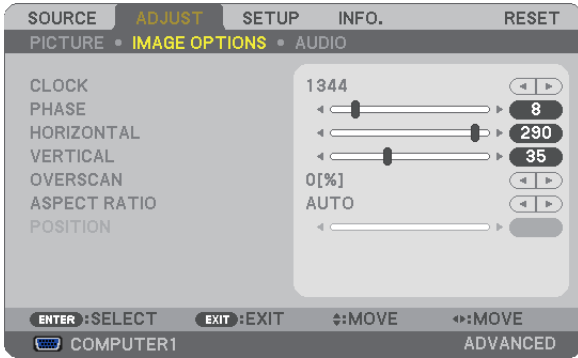 SOURCE ADJUST SETUP INFO. RESET
PICTURE • IMAGE OPTIONS • AUDIO
CLOCK 1344
PHASE 8
HORIZONTAL 290
VERTICAL 35
OVERSCAN 0[%]
ASPECT RATIO AUTO
POSITION
ENTER :SELECT EXIT :EXIT :MOVE :MOVE
COMPUTER1 ADVANCED